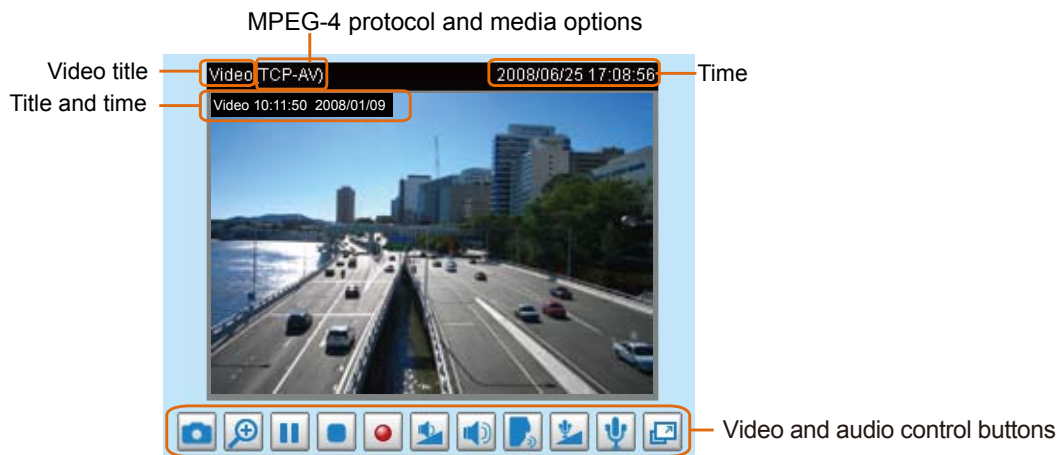 MPEG-4 protocol and media options
Video title
Video (TCP-AV)
2008/06/25 17:08:56
Time
Title and time
Video 10:11:50 2008/01/09
Video and audio control buttons